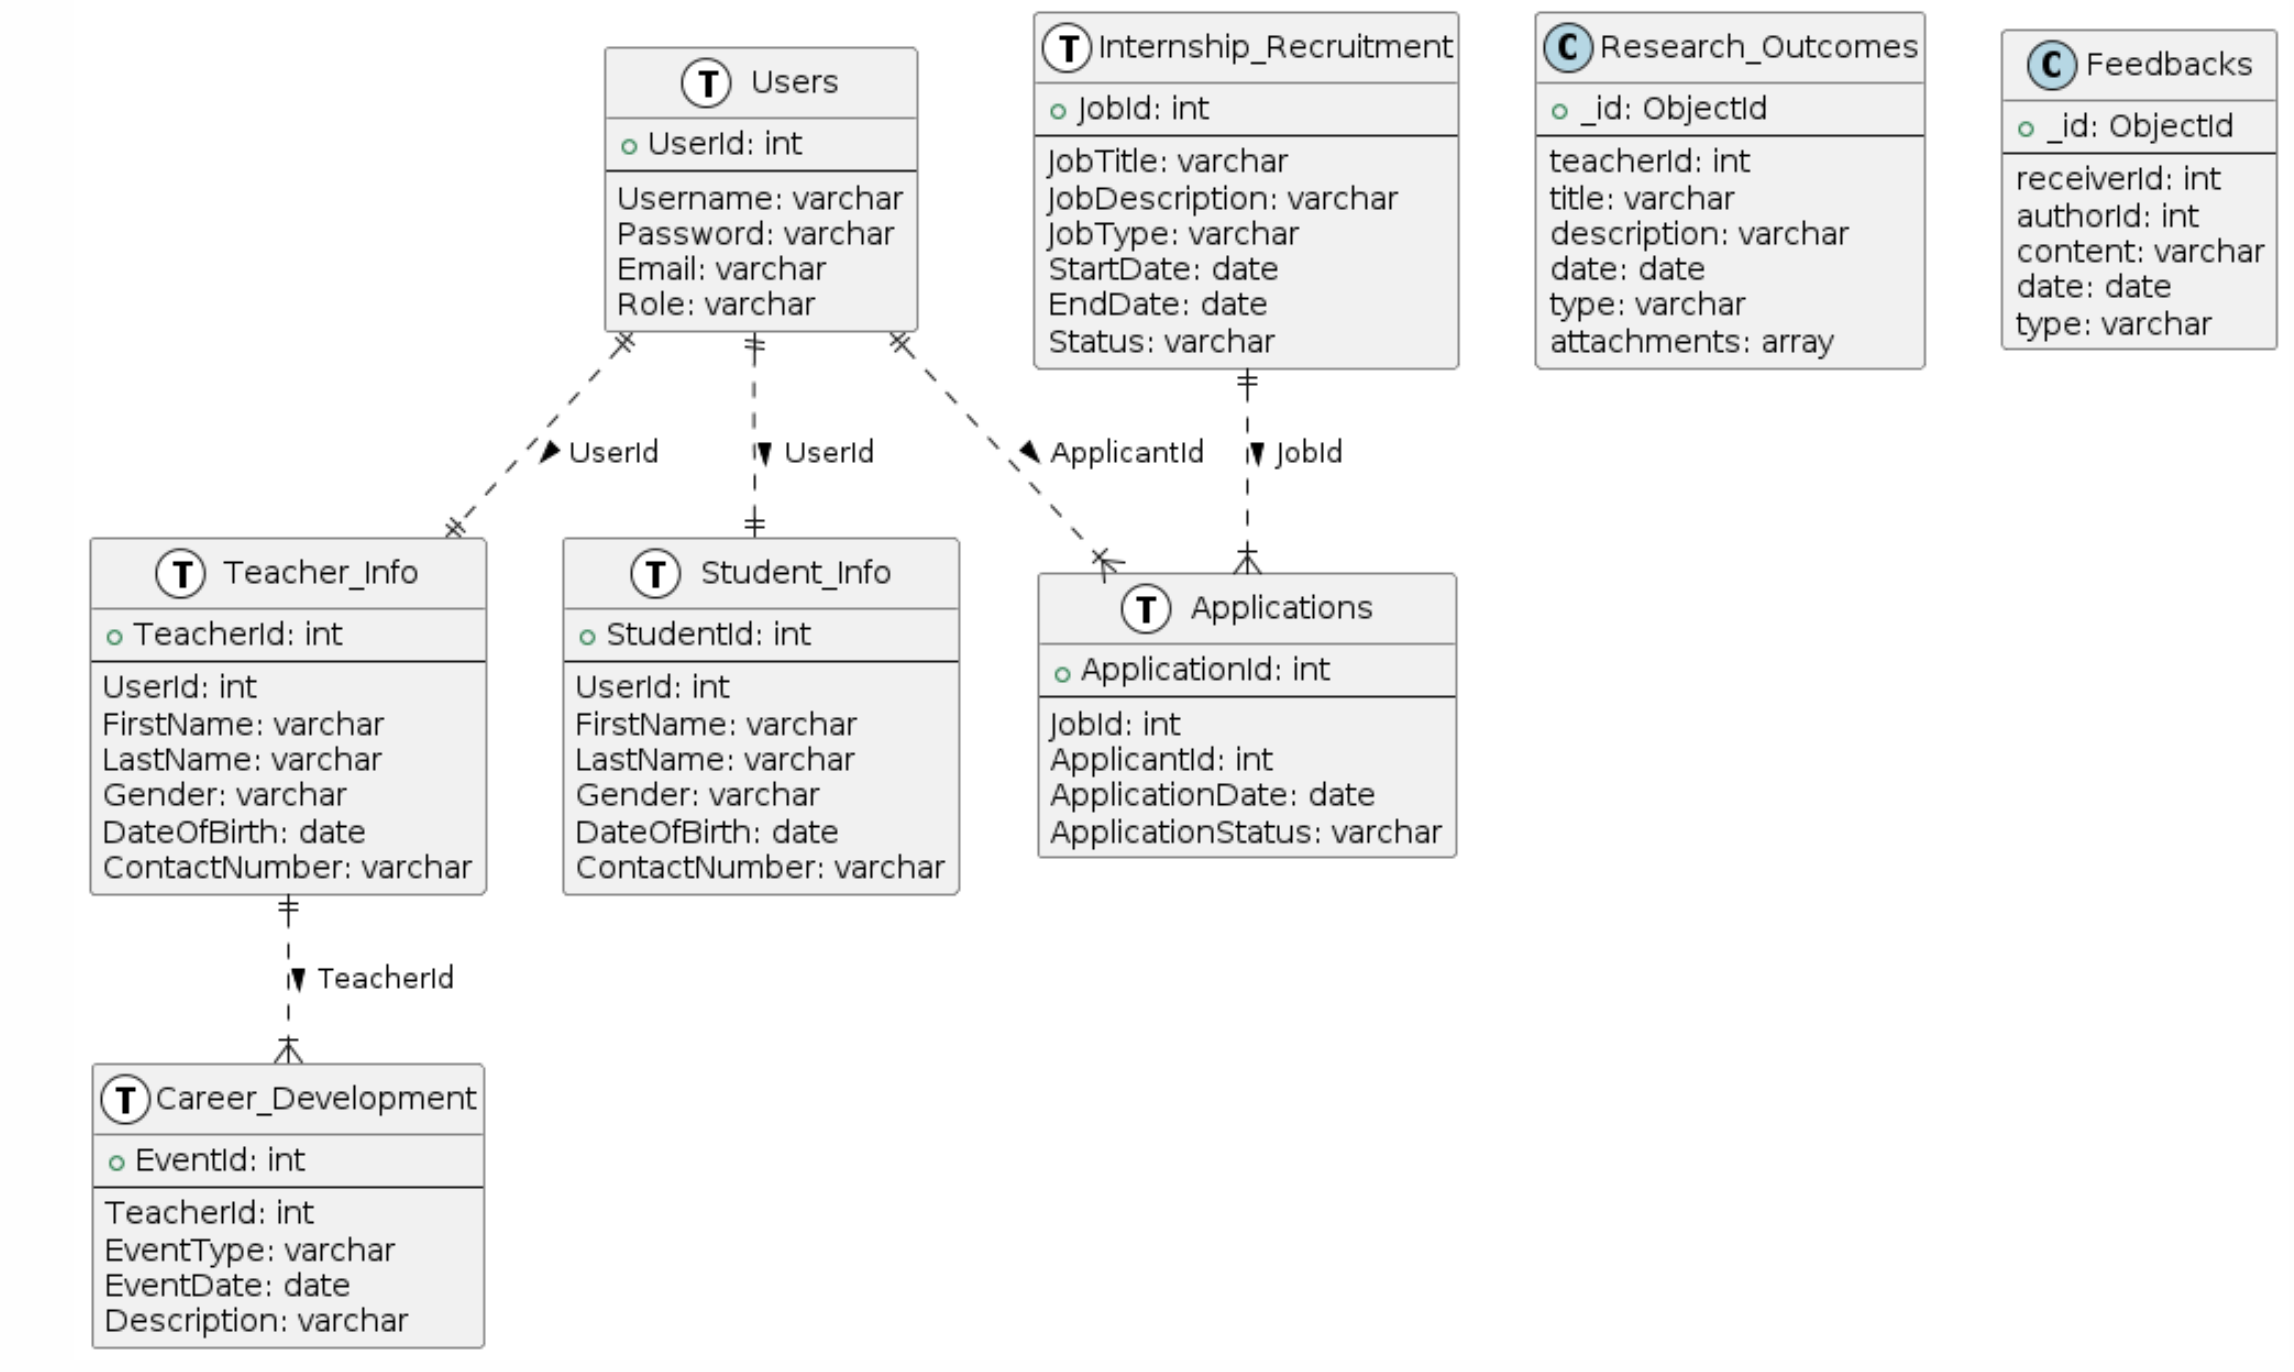 T Users
UserId: int
Username: varchar
Password: varchar
Email: varchar
Role: varchar
T Internship_Recruitment
JobId: int
JobTitle: varchar
JobDescription: varchar
JobType: varchar
StartDate: date
EndDate: date
Status: varchar
C Research_Outcomes
_id: ObjectId
teacherId: int
title: varchar
description: varchar
date: date
type: varchar
attachments: array
C Feedbacks
_id: ObjectId
receiverId: int
authorId: int
content: varchar
date: date
type: varchar
UserId
UserId
ApplicantId
JobId
T Teacher_Info
TeacherId: int
UserId: int
FirstName: varchar
LastName: varchar
Gender: varchar
DateOfBirth: date
ContactNumber: varchar
T Student_Info
StudentId: int
UserId: int
FirstName: varchar
LastName: varchar
Gender: varchar
DateOfBirth: date
ContactNumber: varchar
T Applications
ApplicationId: int
JobId: int
ApplicantId: int
ApplicationDate: date
ApplicationStatus: varchar
TeacherId
T Career_Development
EventId: int
TeacherId: int
EventType: varchar
EventDate: date
Description: varchar